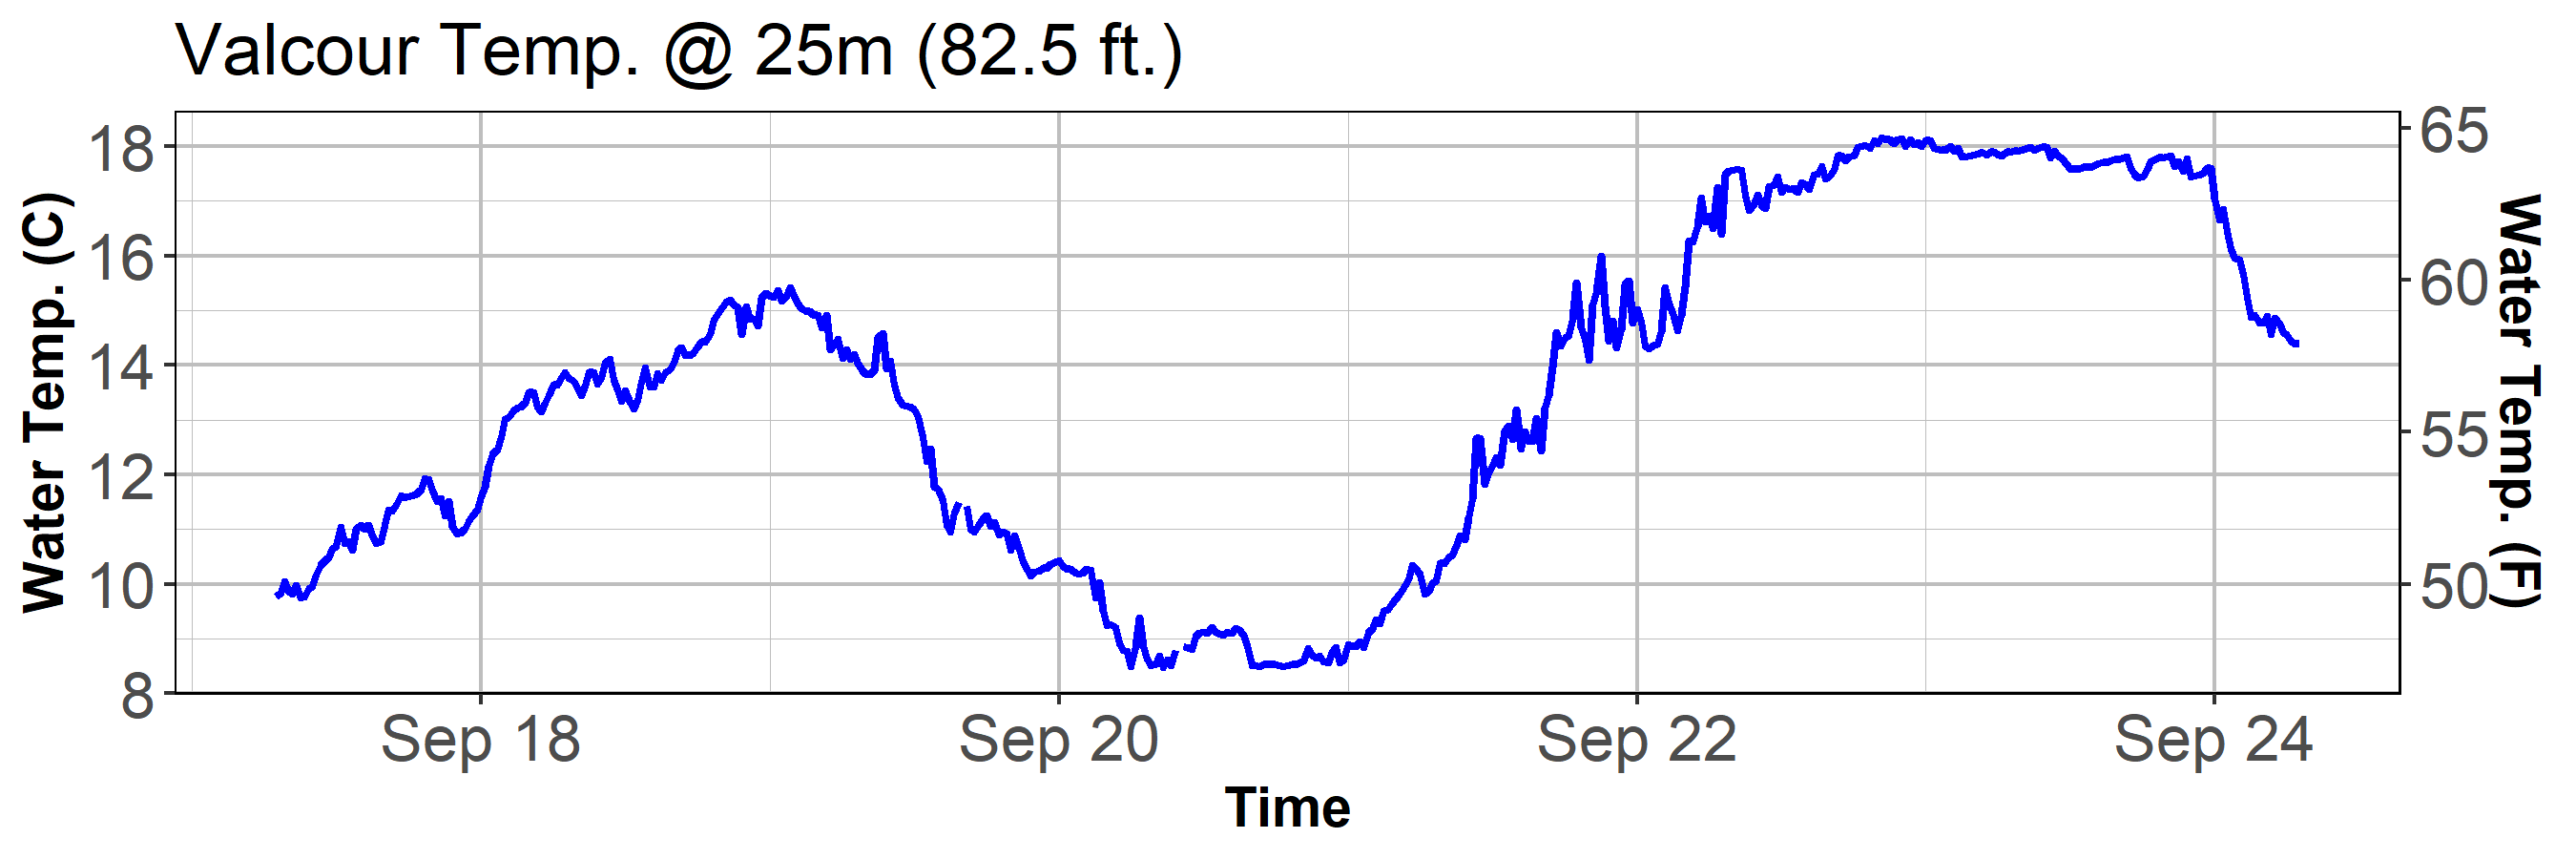 Valcour Temp. @ 25m (82.5 ft.)
Water Temp. (C)
18
16
14
12
10
8
65
60
55
50
Water Temp. (F)
Sep 18
Sep 20
Sep 22
Sep 24
Time